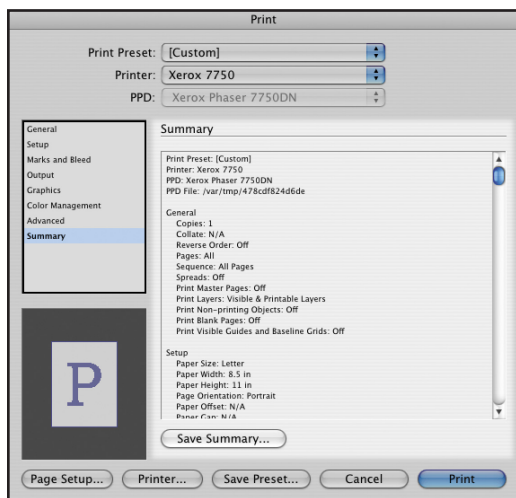 Print
Print Preset: [Custom]
Printer: Xerox 7750
PPD: Xerox Phaser 7750DN
General
Setup
Marks and Bleed
Output
Graphics
Color Management
Advanced
Summary
Summary
Print Preset: [Custom]
Printer: Xerox 7750
PPD: Xerox Phaser 7750DN
PPD File: /var/tmp/478cdf824d6de
General
Copies: 1
Collate: N/A
Reverse Order: Off
Pages: All
Sequence: All Pages
Spreads: Off
Print Master Pages: Off
Print Layers: Visible & Printable Layers
Print Non-printing Objects: Off
Print Blank Pages: Off
Print Visible Guides and Baseline Grids: Off
Setup
Paper Size: Letter
Paper Width: 8.5 in
Paper Height: 11 in
Page Orientation: Portrait
Paper Offset: N/A
Paper Gap: N/A
P
Save Summary...
Page Setup... Printer... Save Preset... Cancel Print